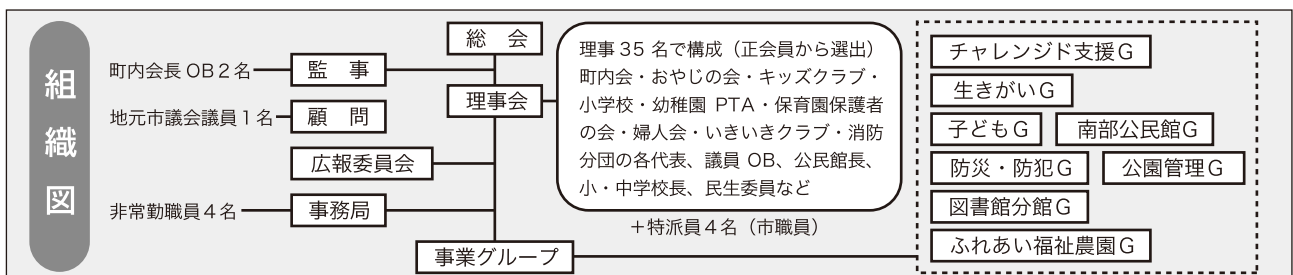 組織図
総会
町内会長OB2名
監事
理事会
地元市議会議員1名
顧問
広報委員会
非常勤職員4名
事務局
事業グループ
理事35名で構成(正会員から選出)
町内会・おやじの会・キッズクラブ・
小学校・幼稚園PTA・保育園保護者
の会・婦人会・いきいきクラブ・消防
分団の各代表、議員OB、公民館長、
小・中学校長、民生委員など
+特派員4名(市職員)
チャレンジド支援G
生きがいG
子どもG 南部公民館G
防災・防犯G 公園管理G
図書館分館G
ふれあい福祉農園G